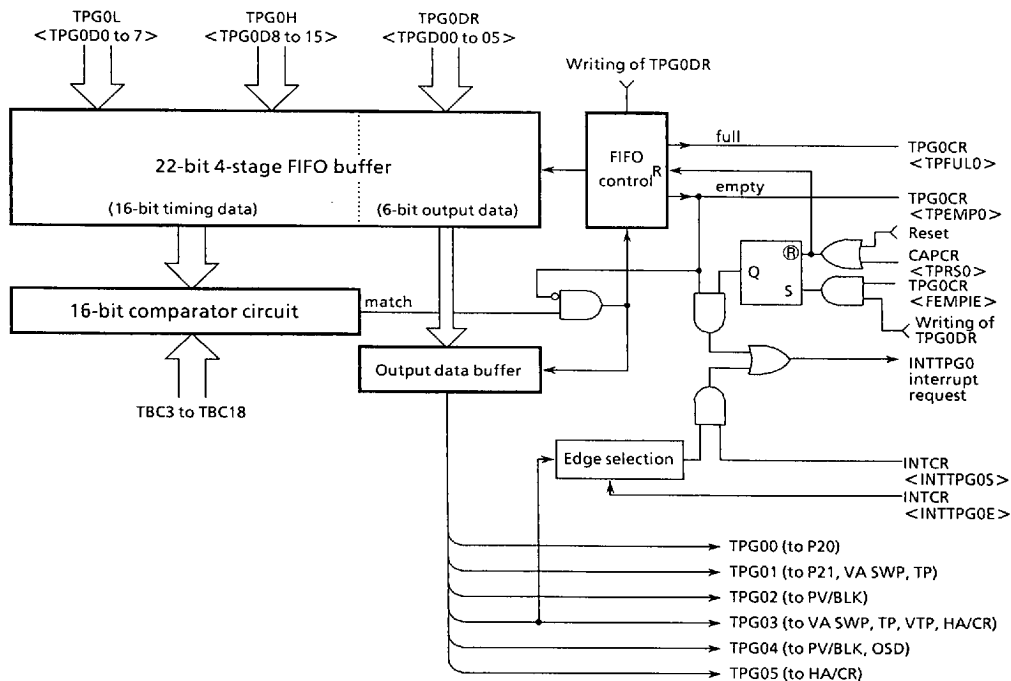 TPG0L
<TPG0D0 to 7>
TPG0H
<TPG0D8 to 15>
TPG0DR
<TPGD00 to 05>
Writing of TPG0DR
22-bit 4-stage FIFO buffer
(16-bit timing data)
(6-bit output data)
FIFO
control
R
full
empty
TPG0CR
<TPFUL0>
TPG0CR
<TPEMP0>
Reset
CAPCR
<TPRS0>
TPG0CR
<FEMPIE>
Writing of
TPG0DR
Q
R
S
16-bit comparator circuit
match
TBC3 to TBC18
Output data buffer
INTTPG0
interrupt
request
Edge selection
INTCR
<INTTPG0S>
INTCR
<INTTPG0E>
TPG00 (to P20)
TPG01 (to P21, VA SWP, TP)
TPG02 (to PV/BLK)
TPG03 (to VA SWP, TP, VTP, HA/CR)
TPG04 (to PV/BLK, OSD)
TPG05 (to HA/CR)